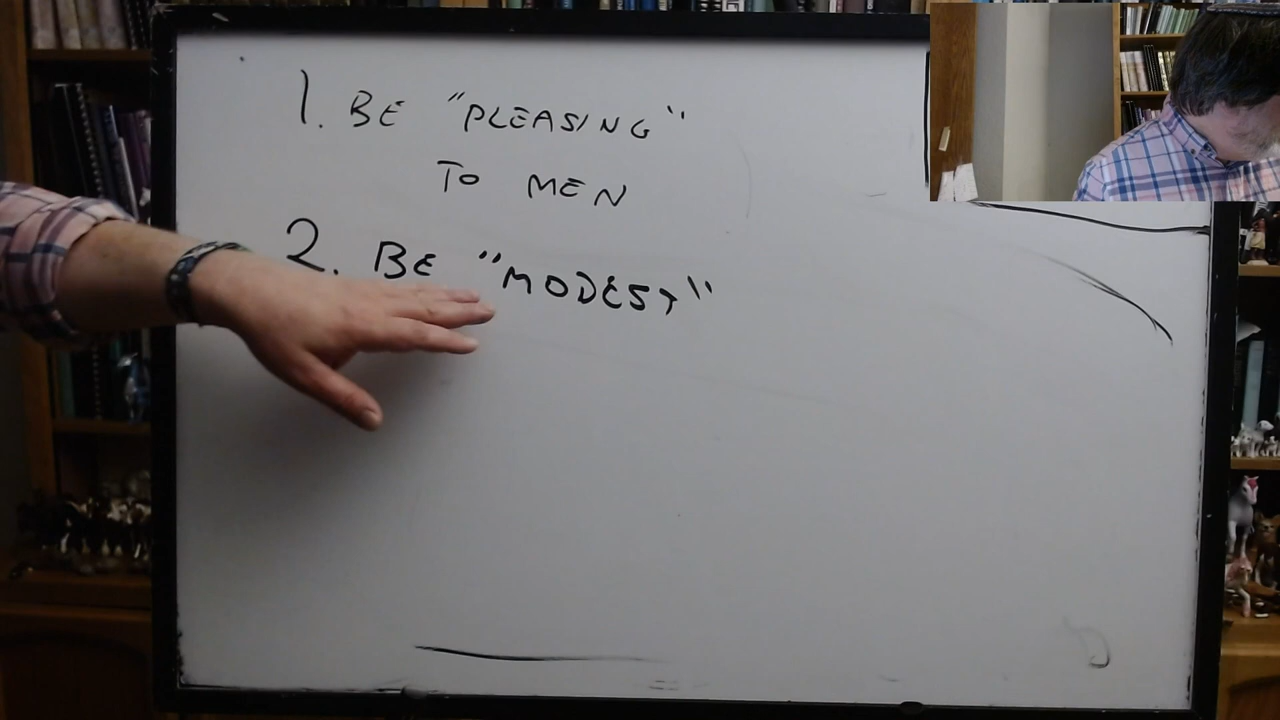 1. BE "PLEASING"
TO MEN
2. BE "MODEST"